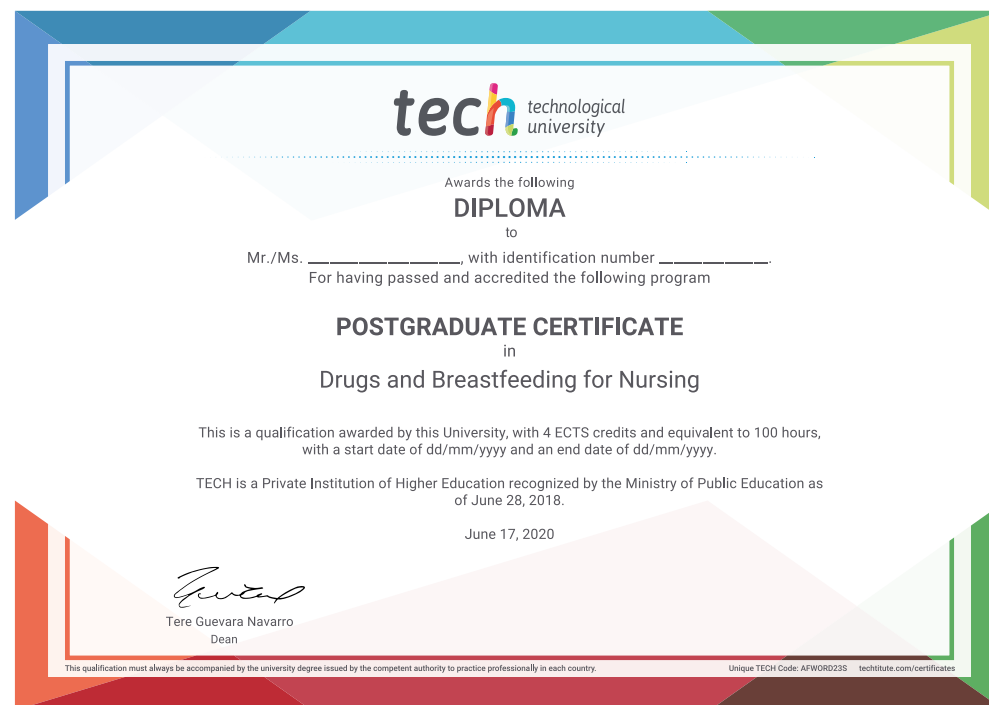 tech technological
university
Awards the following
DIPLOMA
to
Mr./Ms. ____________________, with identification number ______________.
For having passed and accredited the following program
POSTGRADUATE CERTIFICATE
in
Drugs and Breastfeeding for Nursing
This is a qualification awarded by this University, with 4 ECTS credits and equivalent to 100 hours,
with a start date of dd/mm/yyyy and an end date of dd/mm/yyyy.
TECH is a Private Institution of Higher Education recognized by the Ministry of Public Education as
of June 28, 2018.
June 17, 2020
Tere Guevara Navarro
Dean
This qualification must always be accompanied by the university degree issued by the competent authority to practice professionally in each country.
Unique TECH Code: AFWORD23S techtitute.com/certificates